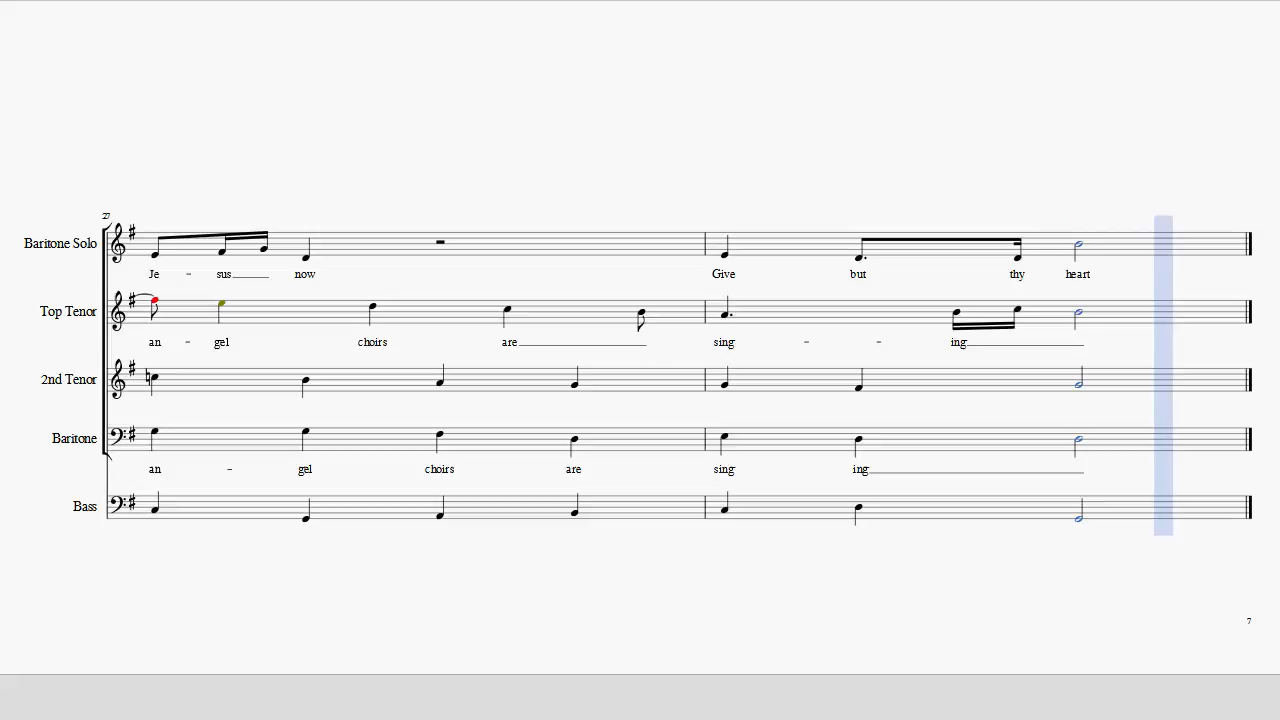 27
Baritone Solo
Je - sus now Give but thy heart
Top Tenor
an - gel choirs are sing - - ing
2nd Tenor
Baritone
an - gel choirs are sing ing
Bass
7